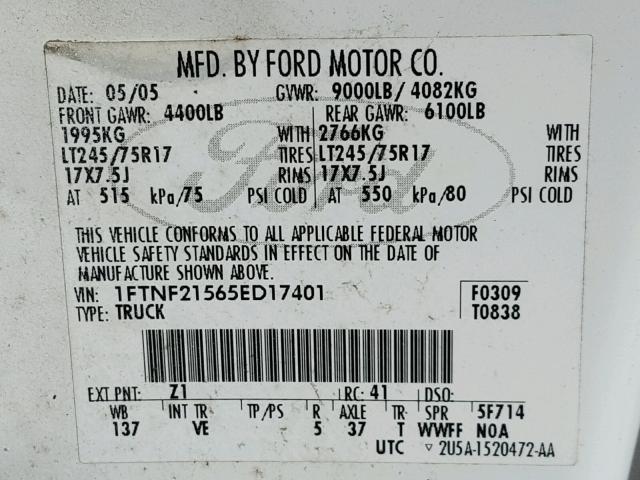 MFD. BY FORD MOTOR CO.
DATE: 05/05 GVWR: 9000LB/ 4082KG
FRONT GAWR: 4400LB REAR GAWR: 6100LB
1995KG WITH 2766KG WITH
LT245/75R17 TIRES LT245/75R17 TIRES
17X7.5J RIMS 17X7.5J RIMS
AT 515 kPa/75 PSI COLD AT 550 kPa/80 PSI COLD
THIS VEHICLE CONFORMS TO ALL APPLICABLE FEDERAL MOTOR
VEHICLE SAFETY STANDARDS IN EFFECT ON THE DATE OF
MANUFACTURE SHOWN ABOVE.
VIN: 1FTNF21565ED17401 F0309
TYPE: TRUCK T0838
EXT PNT: Z1 RC: 41 DSO:
WB INT TR TP/PS R AXLE TR SPR 5F714
137 VE 5 37 T WWFF NOA
UTC ▽ 2U5A-1520472-AA
Ford